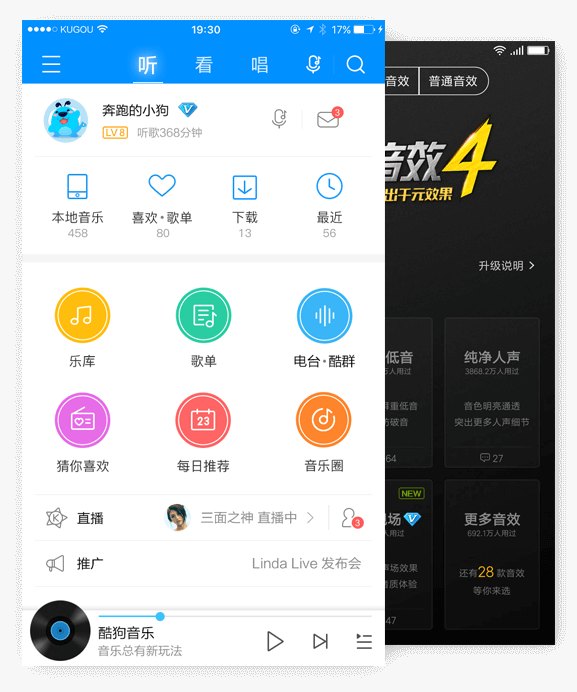 KUGOU 19:30 17%
听 看 唱
奔跑的小狗
LV8 听歌368分钟
3
本地音乐 喜欢·歌单 下载 最近
458 80 13 56
乐库 歌单 电台·酷群
23
猜你喜欢 每日推荐 音乐圈
K 直播 三面之神 直播中 3
推广 Linda Live 发布会
酷狗音乐
音乐总有新玩法
音效 普通音效
音效4
出千元效果
升级说明
低音 纯净人声
万人用过 3868.2万人用过
重低音 音色明亮通透
破音 突出更多人声细节
64 27
NEW
现场 更多音效
人用过 692.1万人用过
场效果 还有28款音效
质体验 等你来选
47